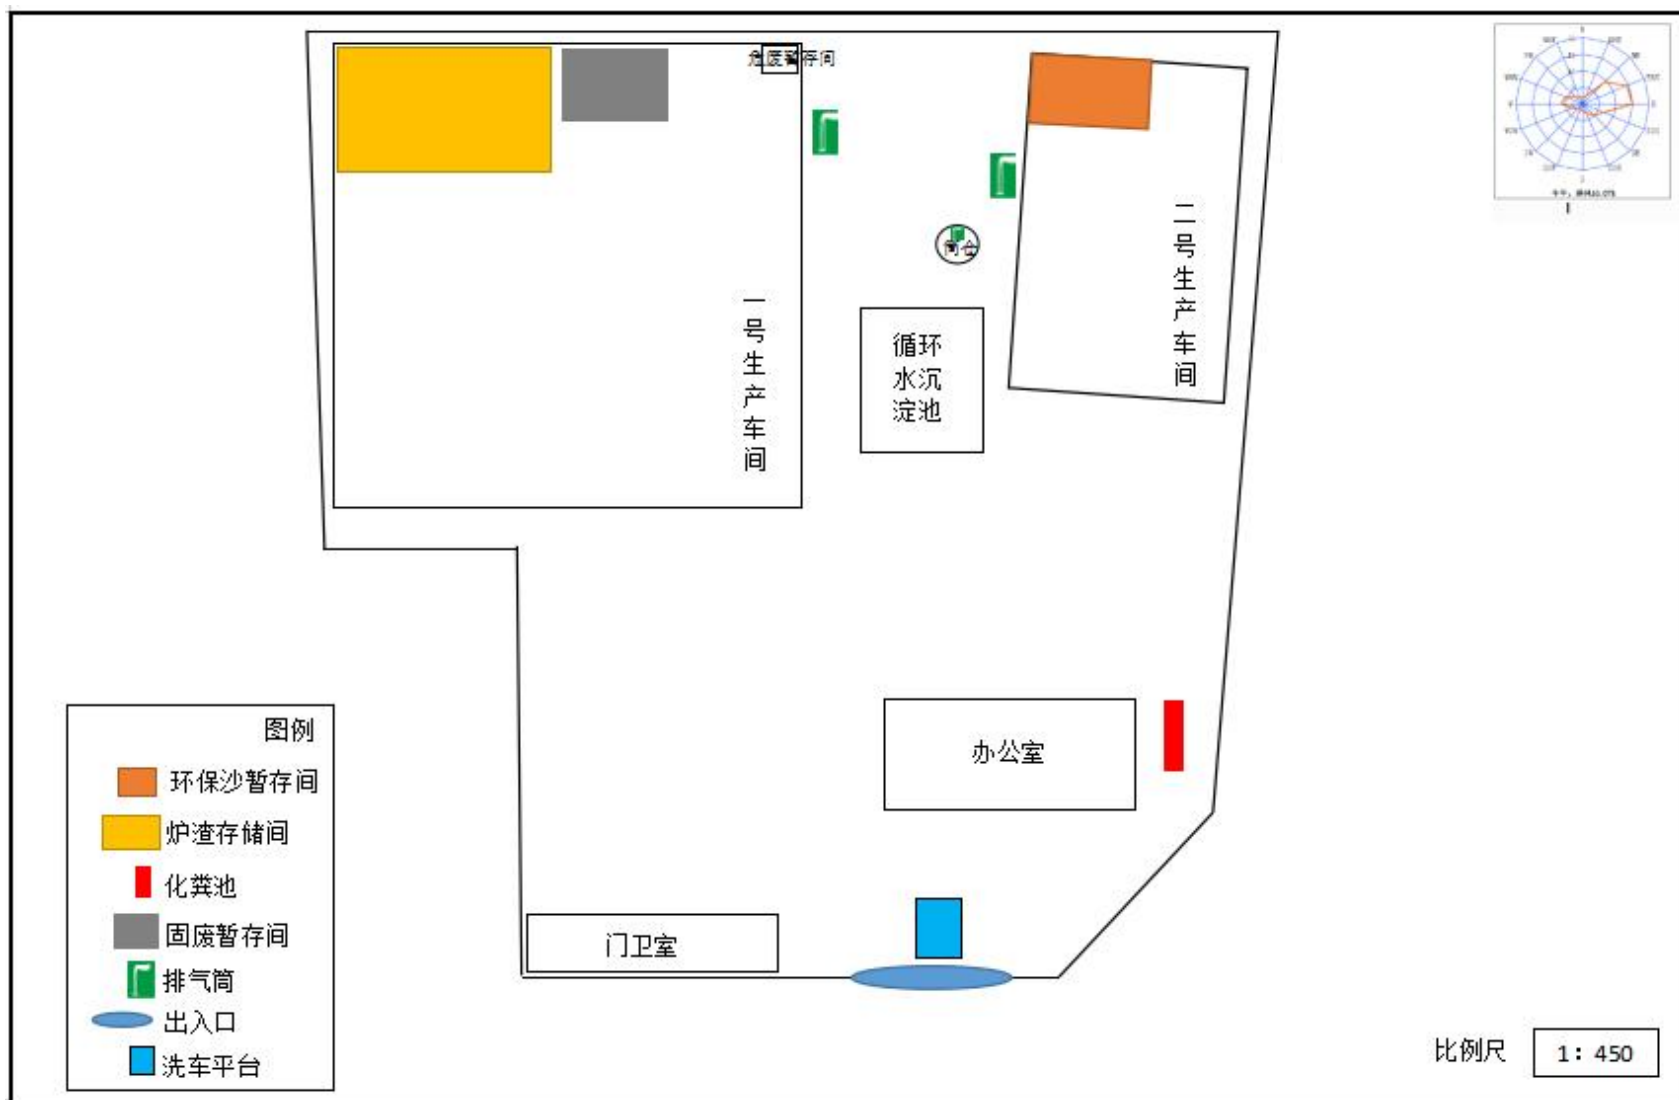 危废暂存间
一号生产车间
二号生产车间
筒仓
循环
水沉
淀池
办公室
门卫室
图例
环保沙暂存间
炉渣存储间
化粪池
固废暂存间
排气筒
出入口
洗车平台
比例尺
1：450